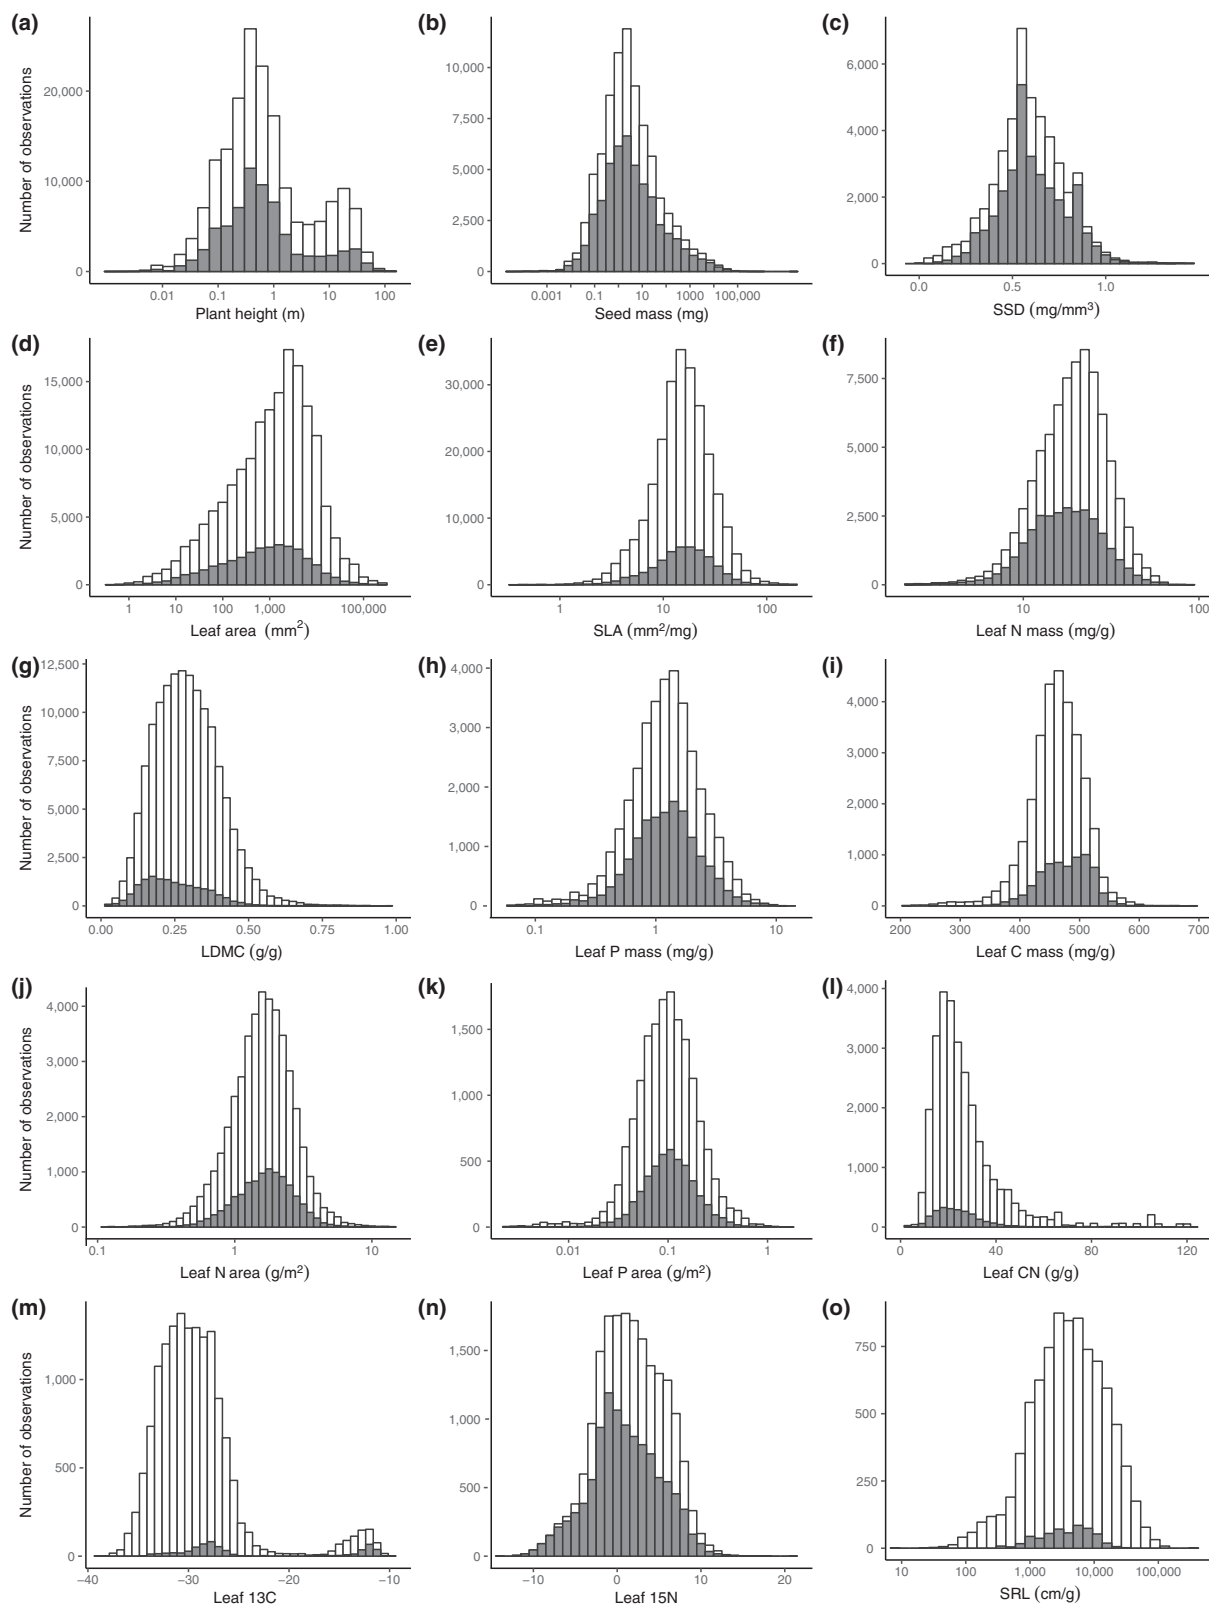 (a) (b) (c)
Number of observations
20,000
10,000
0
0.01 0.1 1 10 100
Plant height (m)
10,000
7,500
5,000
2,500
0
0.001 0.1 10 1000 100,000
Seed mass (mg)
6,000
4,000
2,000
0
0.0 0.5 1.0
SSD (mg/mm³)
(d) (e) (f)
Number of observations
15,000
10,000
5,000
0
1 10 100 1,000 100,000
Leaf area (mm²)
30,000
20,000
10,000
0
1 10 100
SLA (mm²/mg)
7,500
5,000
2,500
0
10 100
Leaf N mass (mg/g)
(g) (h) (i)
Number of observations
12,500
10,000
7,500
5,000
2,500
0
0.00 0.25 0.50 0.75 1.00
LDMC (g/g)
4,000
3,000
2,000
1,000
0
0.1 1 10
Leaf P mass (mg/g)
4,000
3,000
2,000
1,000
0
200 300 400 500 600 700
Leaf C mass (mg/g)
(j) (k) (l)
Number of observations
4,000
3,000
2,000
1,000
0
0.1 1 10
Leaf N area (g/m²)
1,500
1,000
500
0
0.01 0.1 1
Leaf P area (g/m²)
4,000
3,000
2,000
1,000
0
0 40 80 120
Leaf CN (g/g)
(m) (n) (o)
Number of observations
1,000
500
0
−40 −30 −20 −10
Leaf 13C
1,500
1,000
500
0
−10 0 10 20
Leaf 15N
750
500
250
0
10 100 1,000 10,000 100,000
SRL (cm/g)